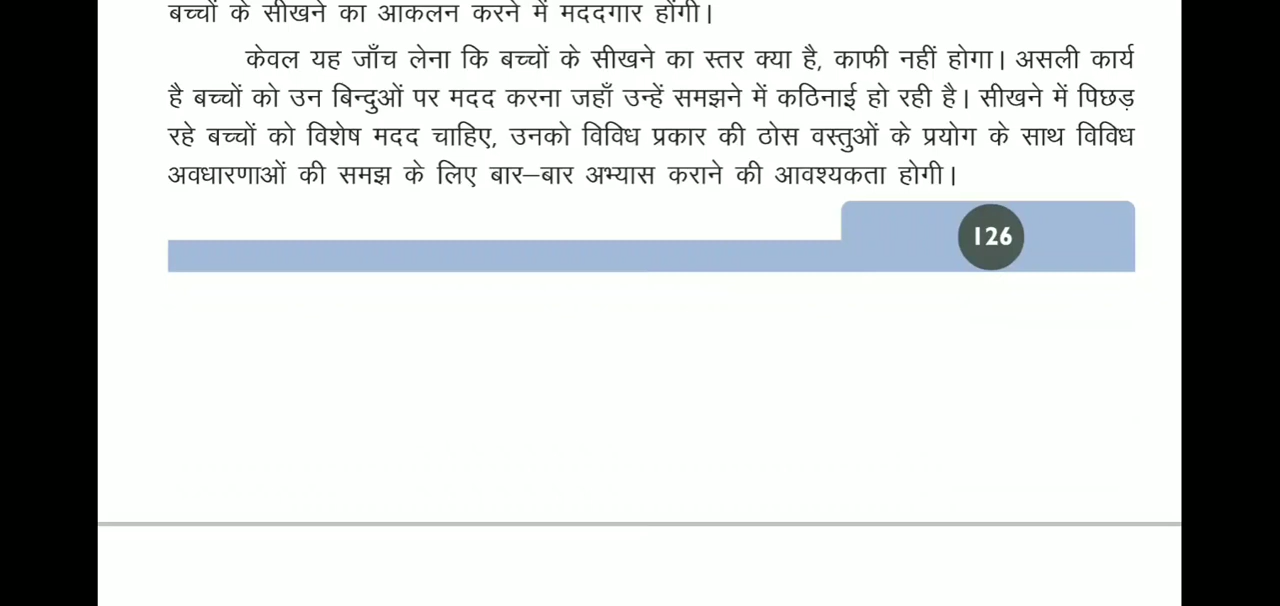 बच्चों के सीखने का आकलन करने में मददगार होंगी।
केवल यह जाँच लेना कि बच्चों के सीखने का स्तर क्या है, काफी नहीं होगा। असली कार्य
है बच्चों को उन बिन्दुओं पर मदद करना जहाँ उन्हें समझने में कठिनाई हो रही है। सीखने में पिछड़
रहे बच्चों को विशेष मदद चाहिए, उनको विविध प्रकार की ठोस वस्तुओं के प्रयोग के साथ विविध
अवधारणाओं की समझ के लिए बार–बार अभ्यास कराने की आवश्यकता होगी।
126